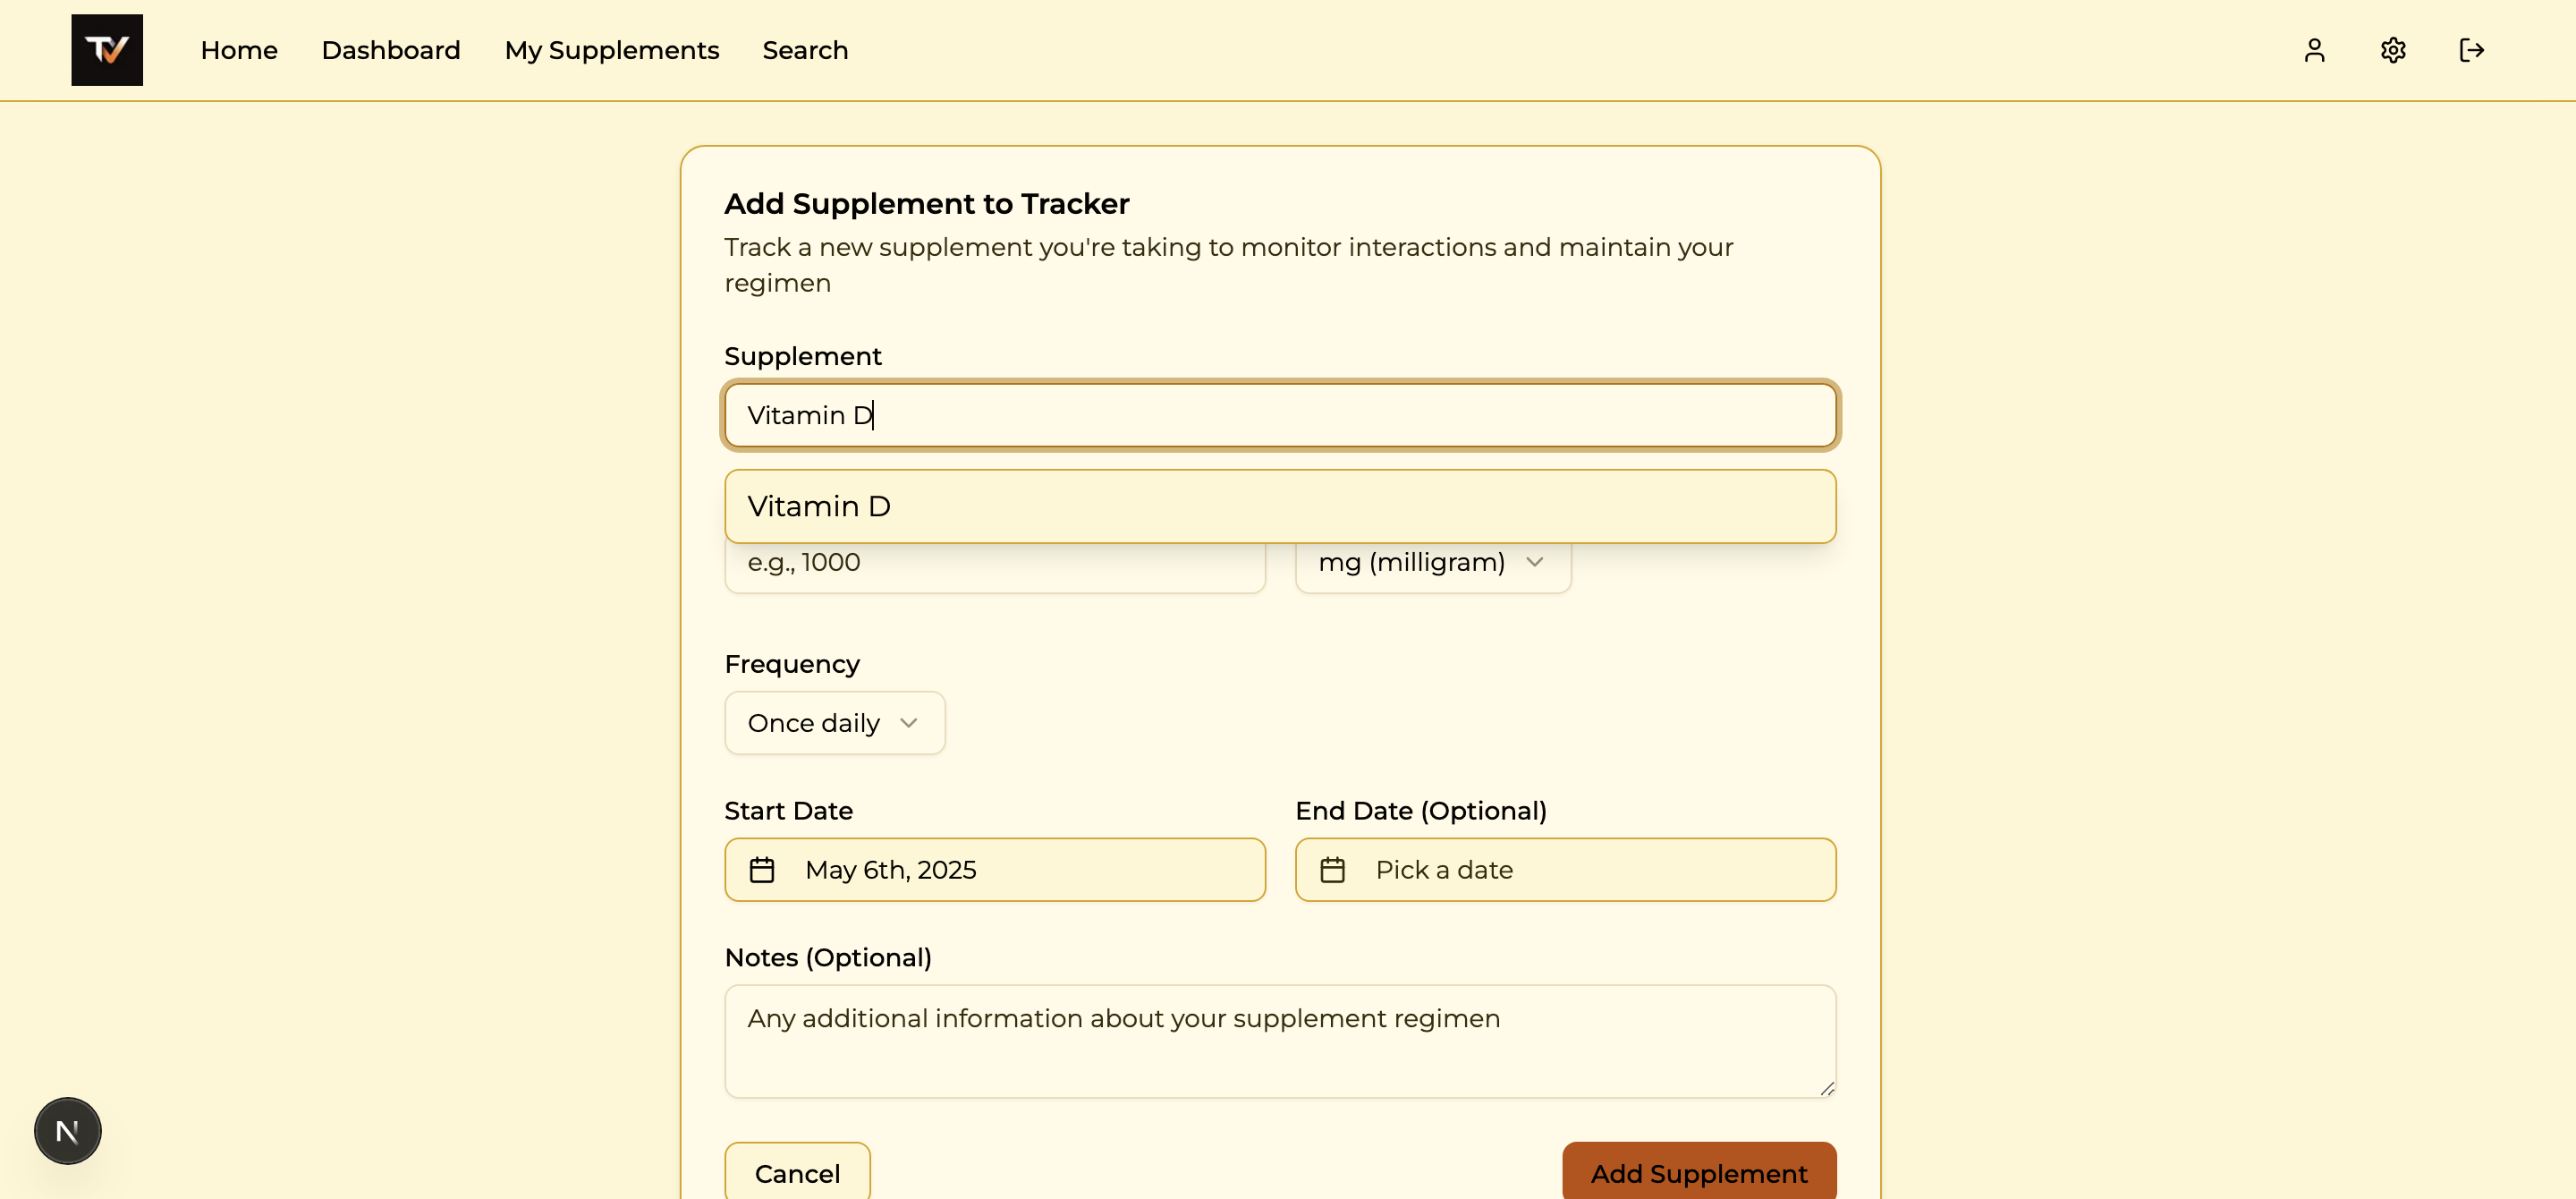 TV
Home
Dashboard
My Supplements
Search
Add Supplement to Tracker
Track a new supplement you're taking to monitor interactions and maintain your
regimen
Supplement
Vitamin D
Vitamin D
e.g., 1000
mg (milligram)
Frequency
Once daily
Start Date
End Date (Optional)
May 6th, 2025
Pick a date
Notes (Optional)
Any additional information about your supplement regimen
N
Cancel
Add Supplement